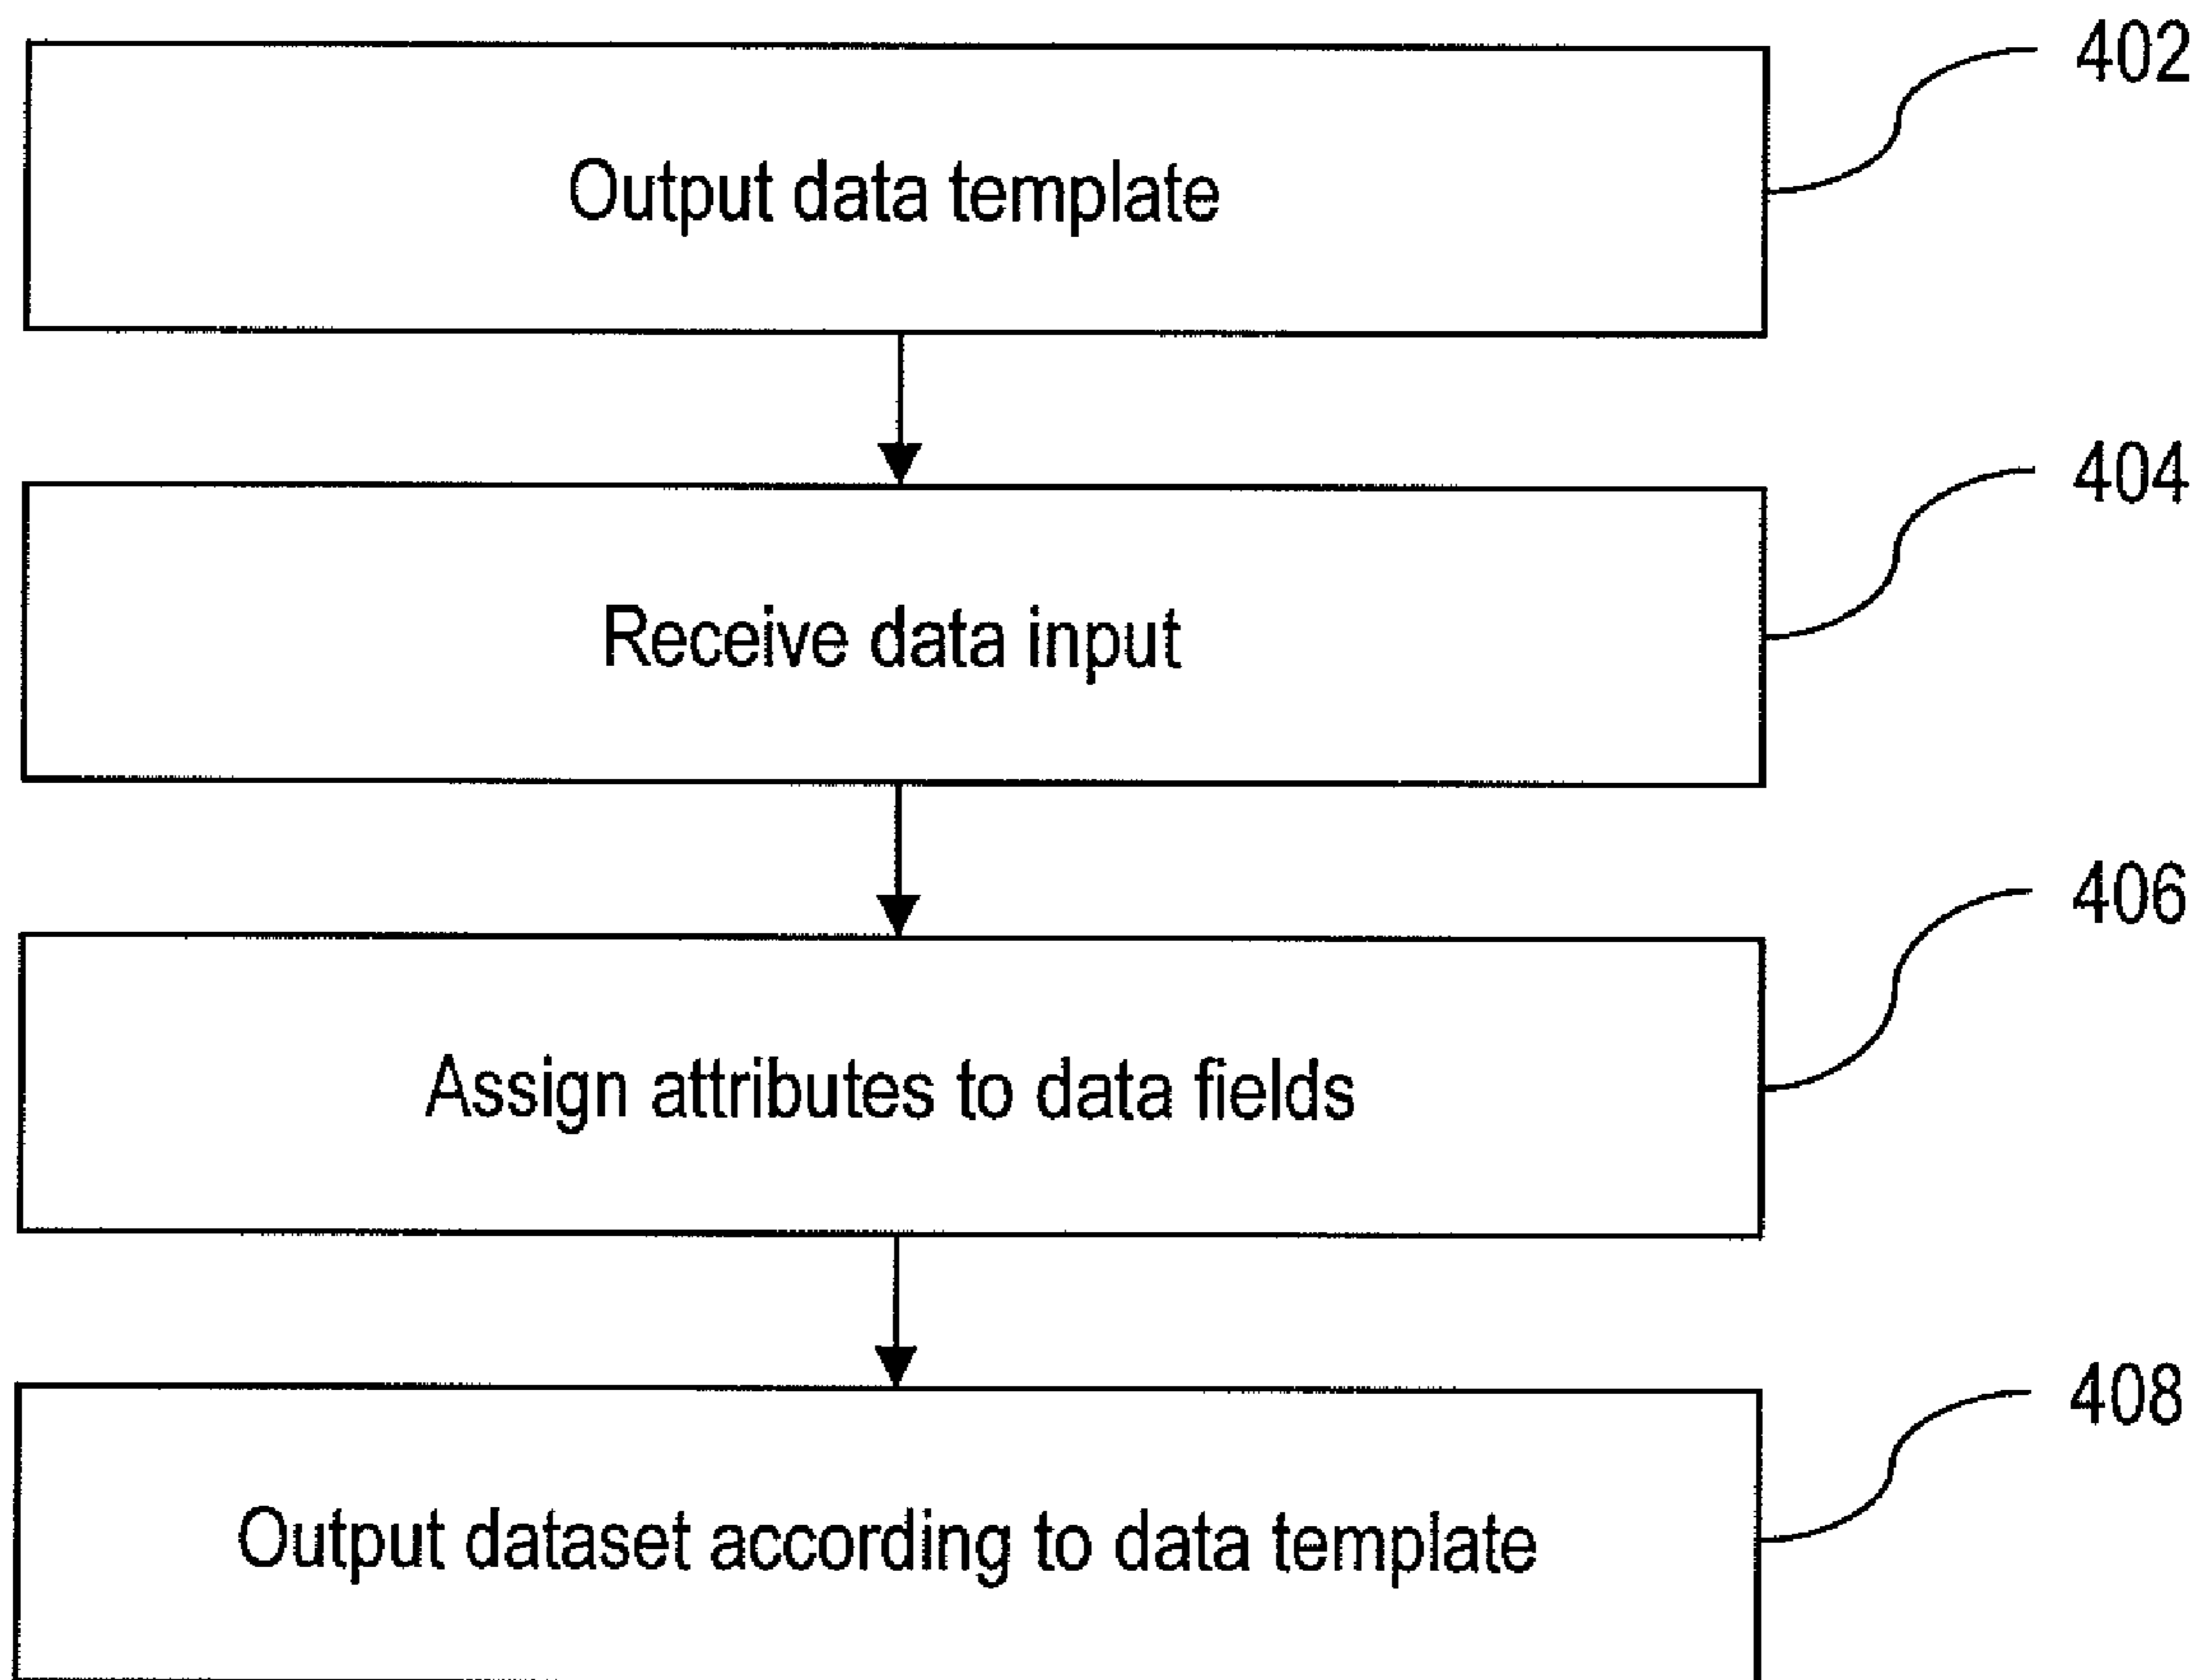 402
Output data template
404
Receive data input
406
Assign attributes to data fields
408
Output dataset according to data template